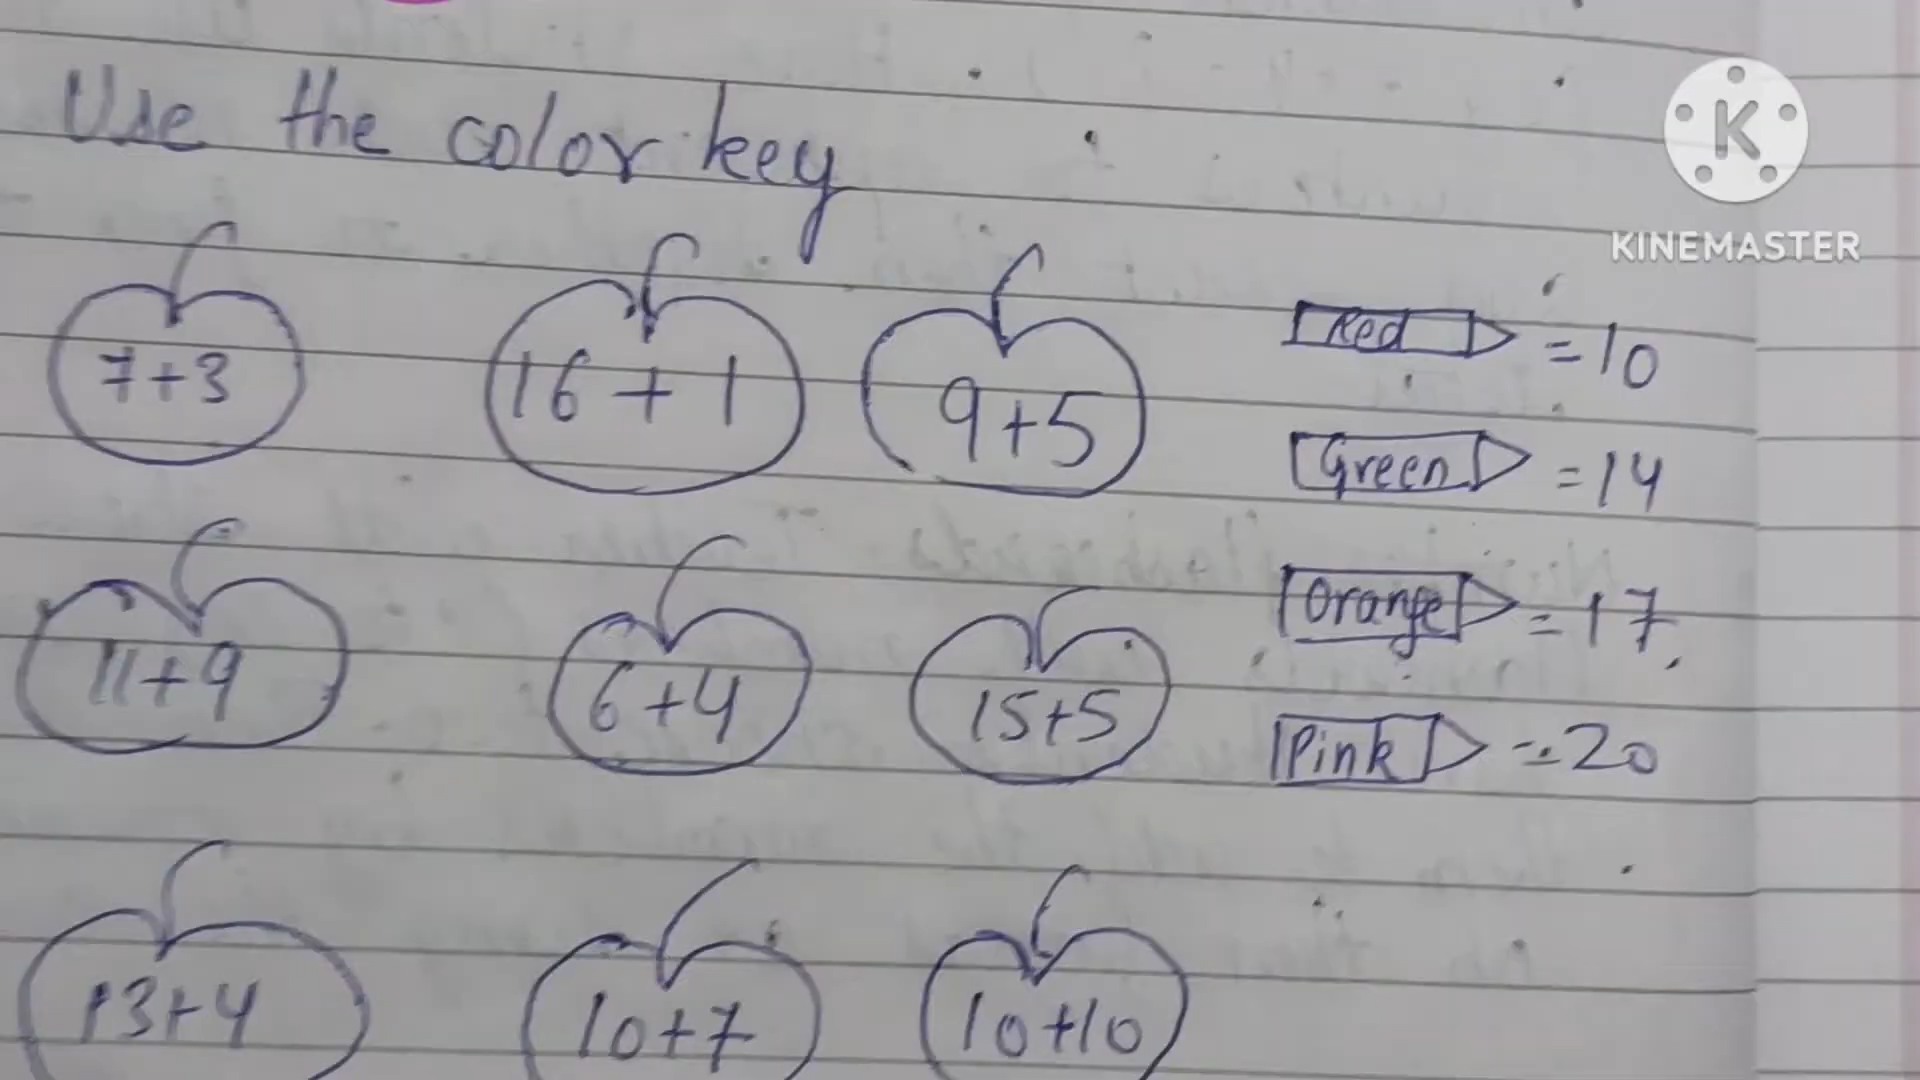 Use the color key
KINEMASTER
7+3
16+1
9+5
Red =10
Green =14
11+9
6+4
15+5
Orange =17
Pink =20
13+4
10+7
10+10